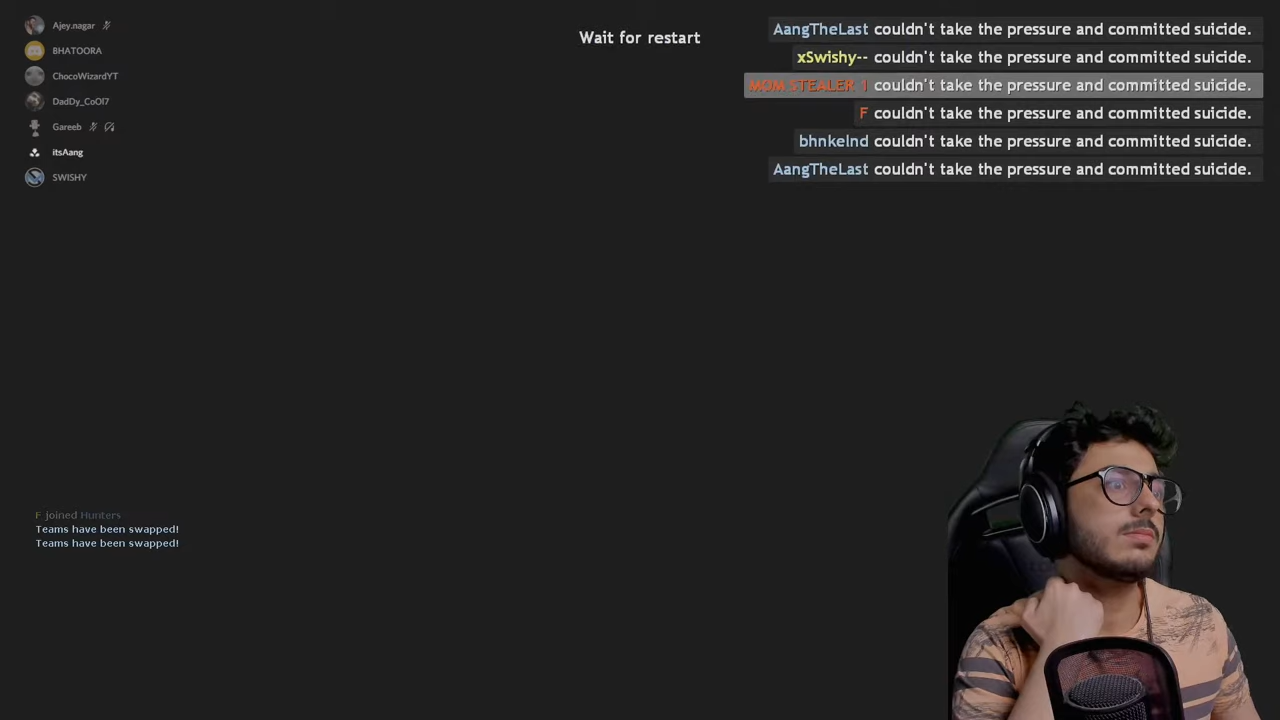 Ajey.nagar
BHATOORA
ChocoWizardYT
DadDy_CoOl7
Gareeb
itsAang
SWISHY
Wait for restart
AangTheLast couldn't take the pressure and committed suicide.
xSwishy-- couldn't take the pressure and committed suicide.
MOM STEALER 1 couldn't take the pressure and committed suicide.
F couldn't take the pressure and committed suicide.
bhnkelnd couldn't take the pressure and committed suicide.
AangTheLast couldn't take the pressure and committed suicide.
F joined Hunters
Teams have been swapped!
Teams have been swapped!